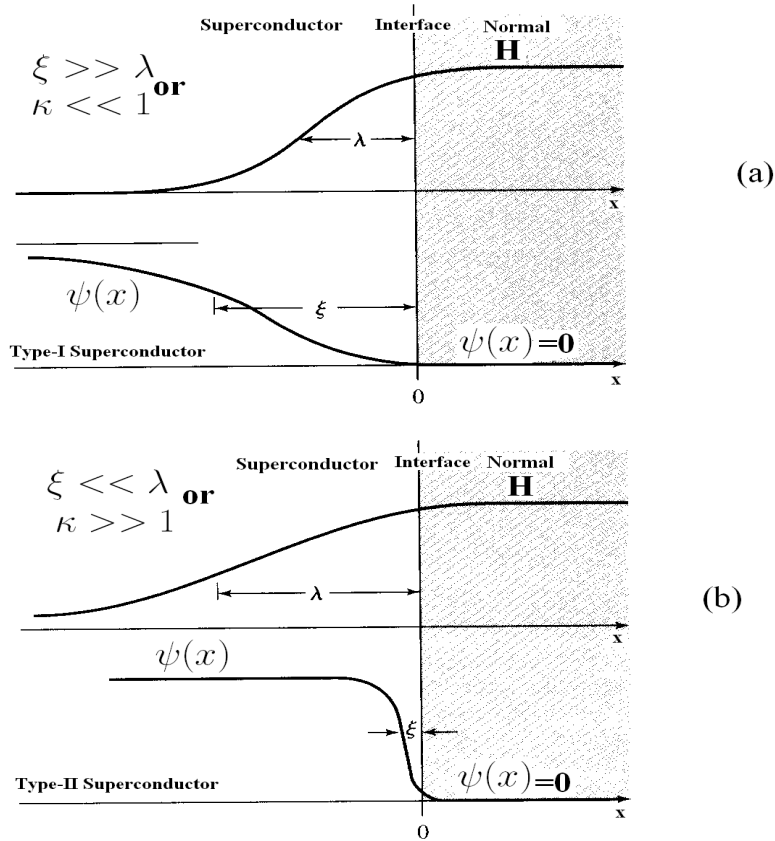 Superconductor Interface Normal
H
ξ >> λ or
κ << 1
λ
(a)
x
ψ(x)
ξ
ψ(x)=0
Type-I Superconductor
x
0
Superconductor Interface Normal
H
ξ << λ or
κ >> 1
λ
(b)
x
ψ(x)
ξ
ψ(x)=0
Type-II Superconductor
x
0